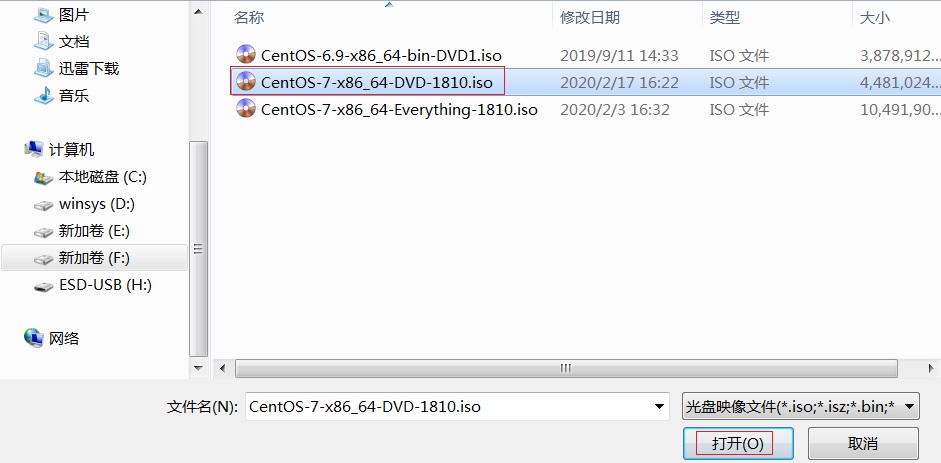 图片
文档
迅雷下载
音乐
计算机
本地磁盘 (C:)
winsys (D:)
新加卷 (E:)
新加卷 (F:)
ESD-USB (H:)
网络
名称 修改日期 类型 大小
CentOS-6.9-x86_64-bin-DVD1.iso 2019/9/11 14:33 ISO 文件 3,878,912...
CentOS-7-x86_64-DVD-1810.iso 2020/2/17 16:22 ISO 文件 4,481,024...
CentOS-7-x86_64-Everything-1810.iso 2020/2/3 16:32 ISO 文件 10,491,90...
文件名(N): CentOS-7-x86_64-DVD-1810.iso 光盘映像文件(*.iso;*.isz;*.bin;*
打开(O) 取消